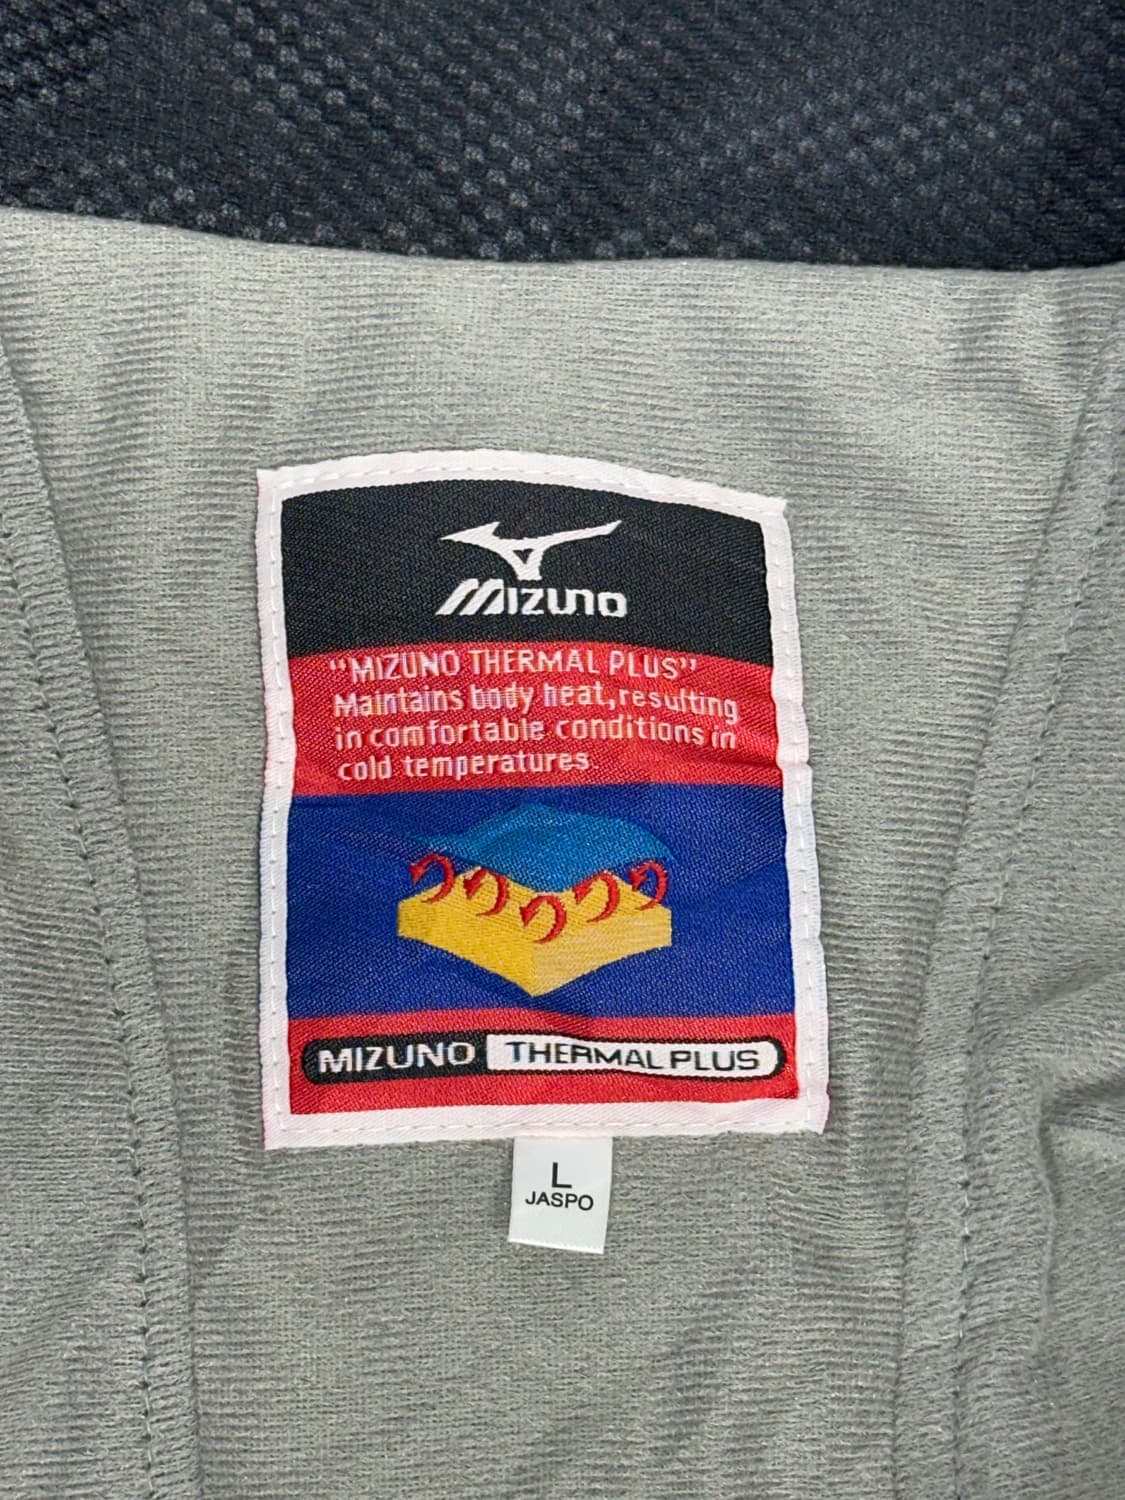 MIZUNO
"MIZUNO THERMAL PLUS"
Maintains body heat, resulting
in comfortable conditions in
cold temperatures.
MIZUNO THERMAL PLUS
L
JASPO